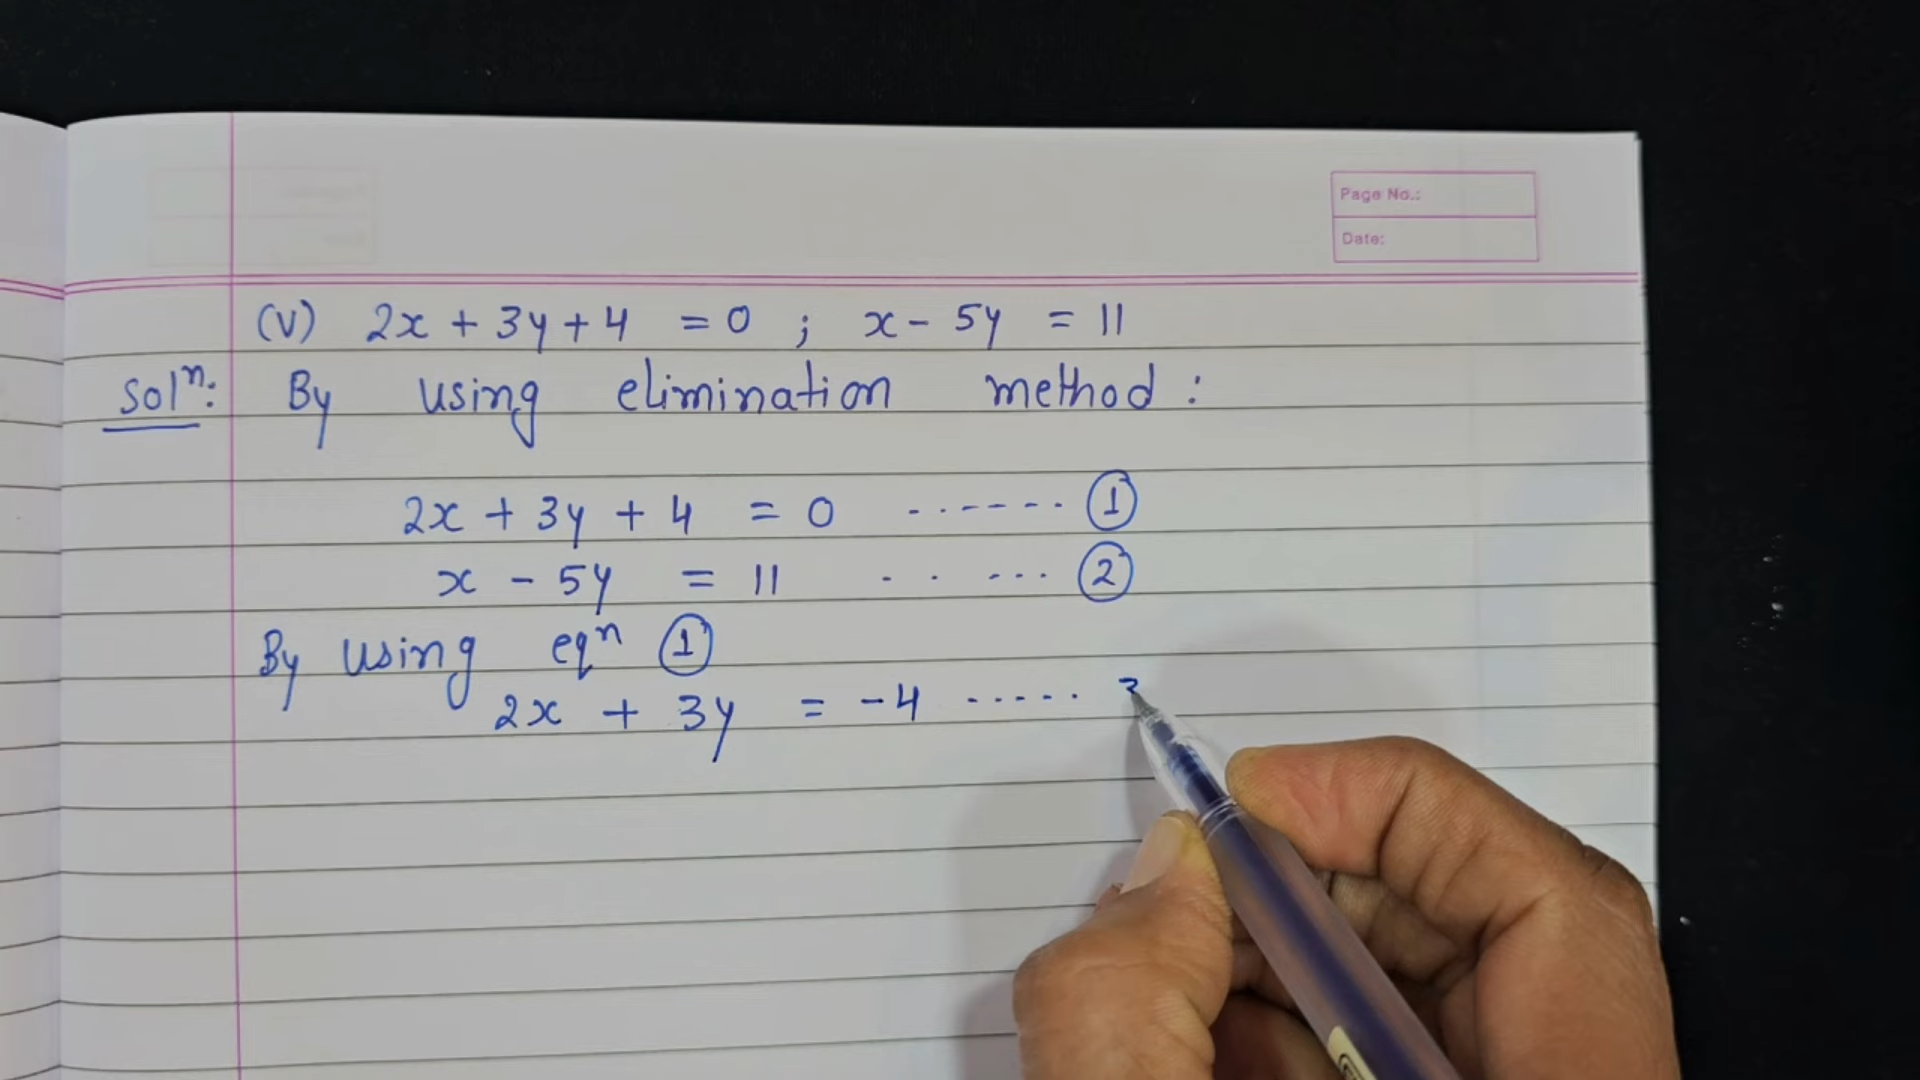 Page No.:
Date:
(V) 2x + 3y + 4 = 0 ; x - 5y = 11
Solⁿ: By using elimination method :
2x + 3y + 4 = 0 ------ ①
x - 5y = 11 · · --- ②
By using eqⁿ ①
2x + 3y = -4 ----- 3